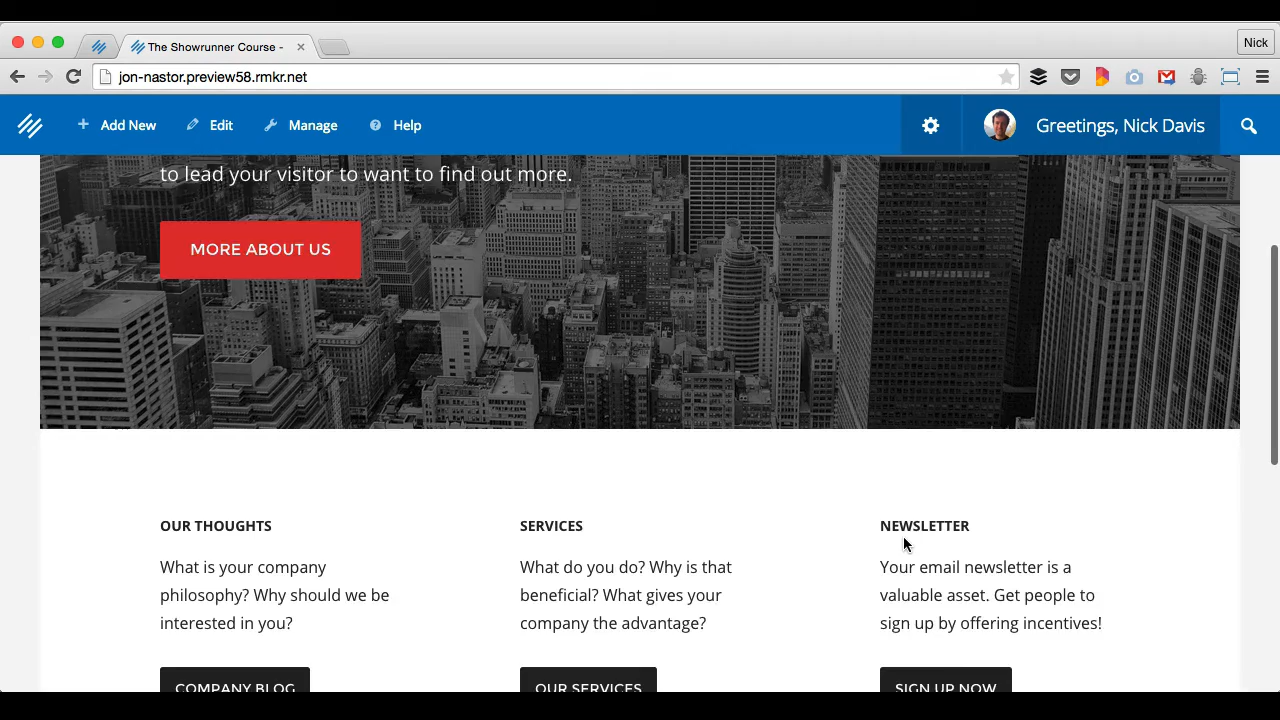 The Showrunner Course -
Nick
jon-nastor.preview58.rmkr.net
Add New
Edit
Manage
Help
Greetings, Nick Davis
to lead your visitor to want to find out more.
MORE ABOUT US
OUR THOUGHTS
What is your company
philosophy? Why should we be
interested in you?
COMPANY BLOG
SERVICES
What do you do? Why is that
beneficial? What gives your
company the advantage?
OUR SERVICES
NEWSLETTER
Your email newsletter is a
valuable asset. Get people to
sign up by offering incentives!
SIGN UP NOW